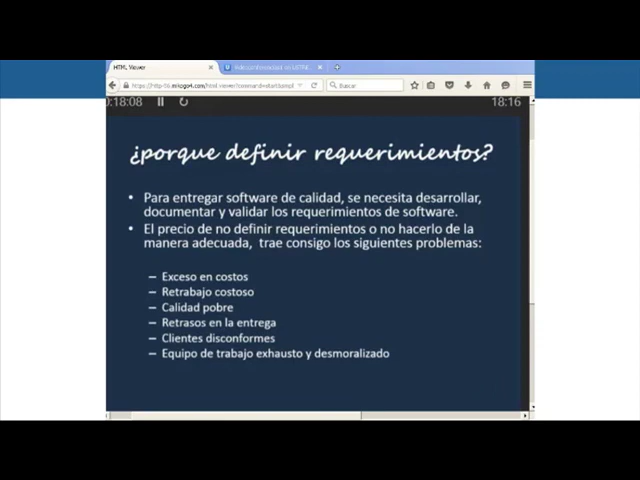 HTML Viewer
Buscar
0:18:08
18:16
¿porque definir requerimientos?
• Para entregar software de calidad, se necesita desarrollar,
documentar y validar los requerimientos de software.
• El precio de no definir requerimientos o no hacerlo de la
manera adecuada, trae consigo los siguientes problemas:
– Exceso en costos
– Retrabajo costoso
– Calidad pobre
– Retrasos en la entrega
– Clientes disconformes
– Equipo de trabajo exhausto y desmoralizado